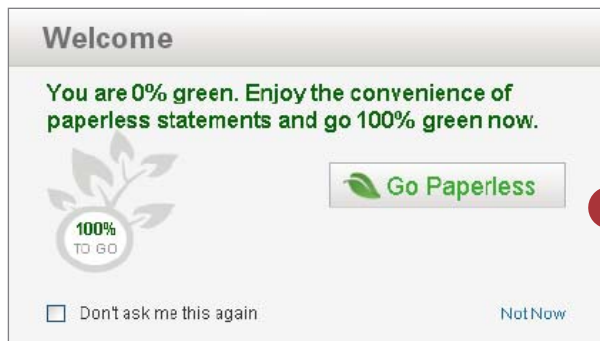 Welcome
You are 0% green. Enjoy the convenience of
paperless statements and go 100% green now.
Go Paperless
100%
TO GO
Don't ask me this again
Not Now